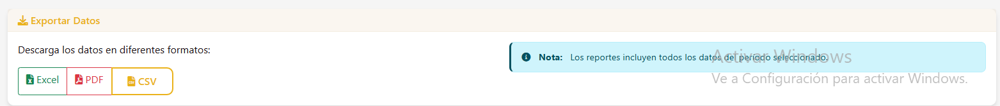 Exportar Datos
Descarga los datos en diferentes formatos:
Excel
PDF
CSV
Nota: Los reportes incluyen todos los datos del período seleccionado.
Activar Windows
Ve a Configuración para activar Windows.